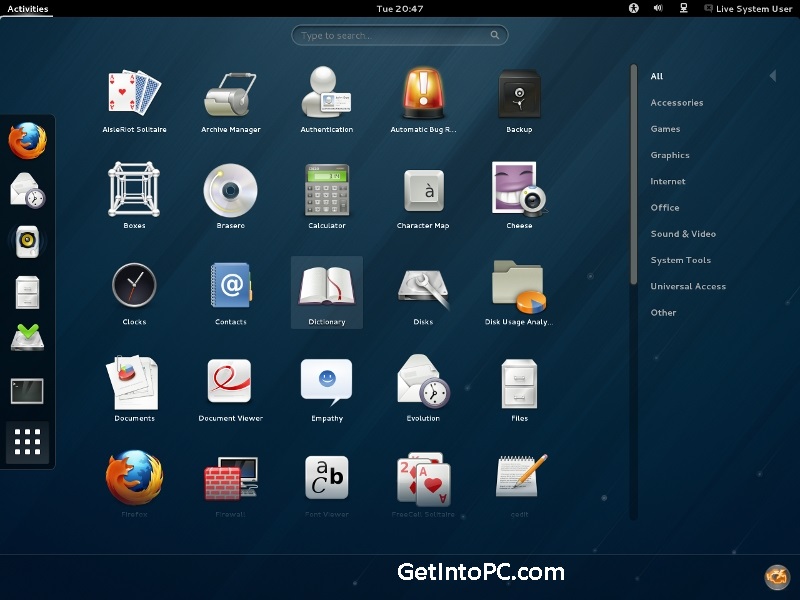 Activities
Tue 20:47
Live System User
Type to search...
AisleRiot Solitaire
Archive Manager
Authentication
Automatic Bug R...
Backup
Boxes
Brasero
Calculator
Character Map
Cheese
Clocks
Contacts
Dictionary
Disks
Disk Usage Analy...
Documents
Document Viewer
Empathy
Evolution
Files
Firefox
Firewall
Font Viewer
FreeCell Solitaire
gedit
All
Accessories
Games
Graphics
Internet
Office
Sound & Video
System Tools
Universal Access
Other
GetIntoPC.com